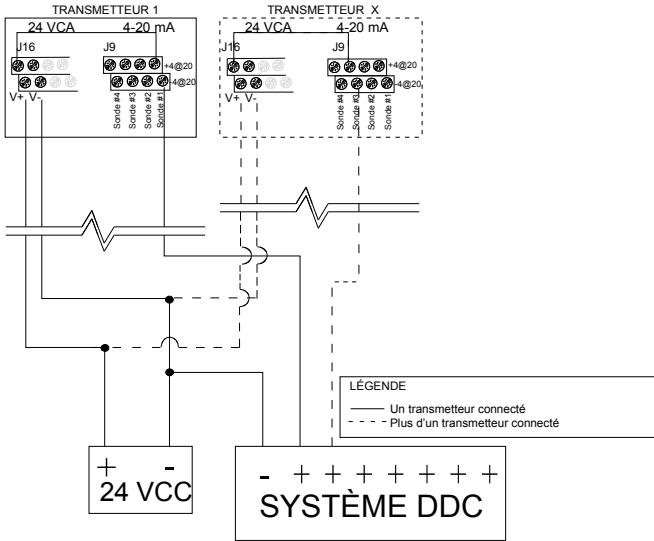 TRANSMETTEUR 1
24 VCA 4-20 mA
J16 J9
+4@20
-4@20
V+ V-
Sonde #4
Sonde #3
Sonde #2
Sonde #1
TRANSMETTEUR X
24 VCA 4-20 mA
J16 J9
+4@20
-4@20
V+ V-
Sonde #4
Sonde #3
Sonde #2
Sonde #1
LÉGENDE
Un transmetteur connecté
Plus d'un transmetteur connecté
+ -
24 VCC
- + + + + + + +
SYSTÈME DDC